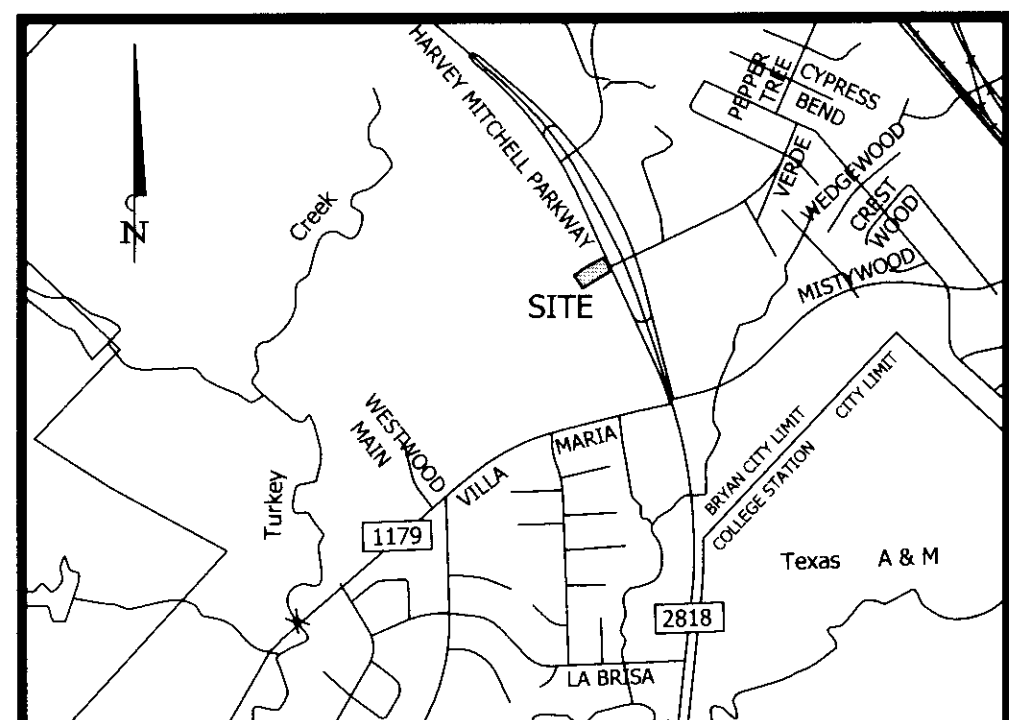 HARVEY MITCHELL PARKWAY
PEPPER
TREE
CYPRESS
BEND
VERDE
WEDGEWOOD
CREST
WOOD
MISTYWOOD
Creek
N
SITE
WESTWOOD
MAIN
VILLA
MARIA
BRYAN CITY LIMIT
CITY LIMIT
COLLEGE STATION
Turkey
1179
Texas A & M
2818
LA BRISA